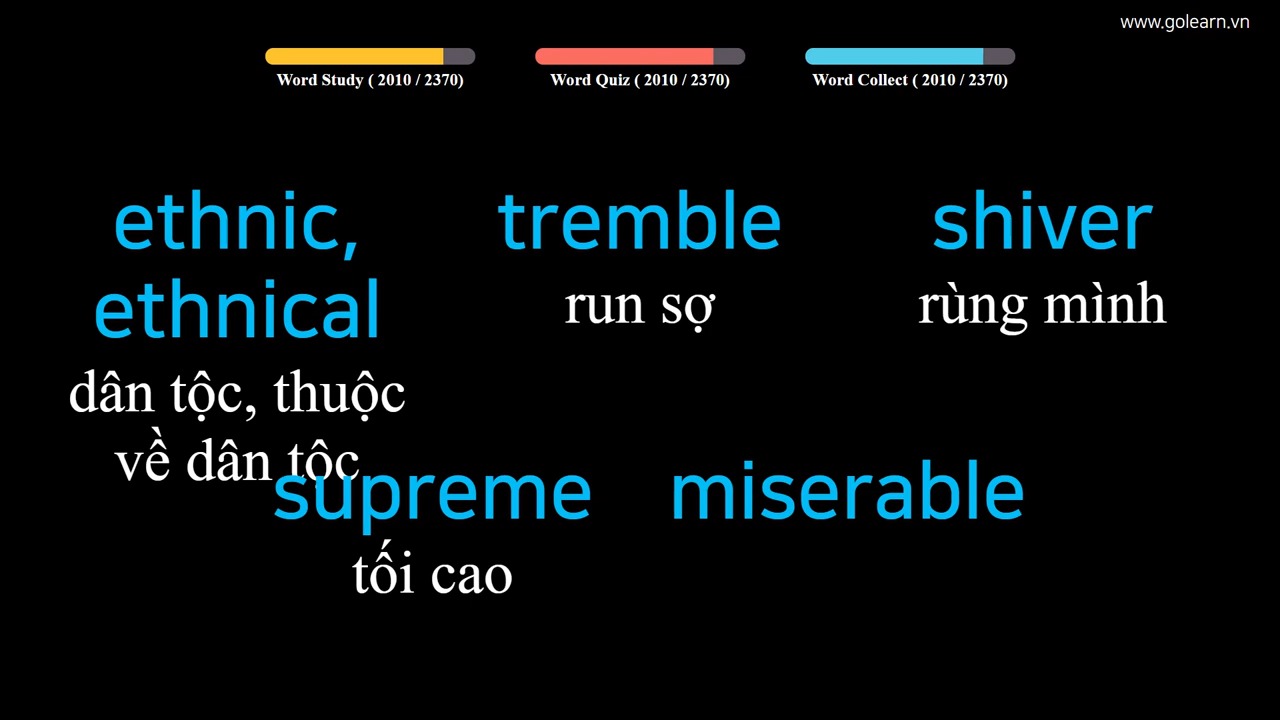 www.golearn.vn
Word Study ( 2010 / 2370)
Word Quiz ( 2010 / 2370)
Word Collect ( 2010 / 2370)
ethnic,
ethnical
dân tộc, thuộc
về dân tộc
tremble
run sợ
shiver
rùng mình
supreme
tối cao
miserable